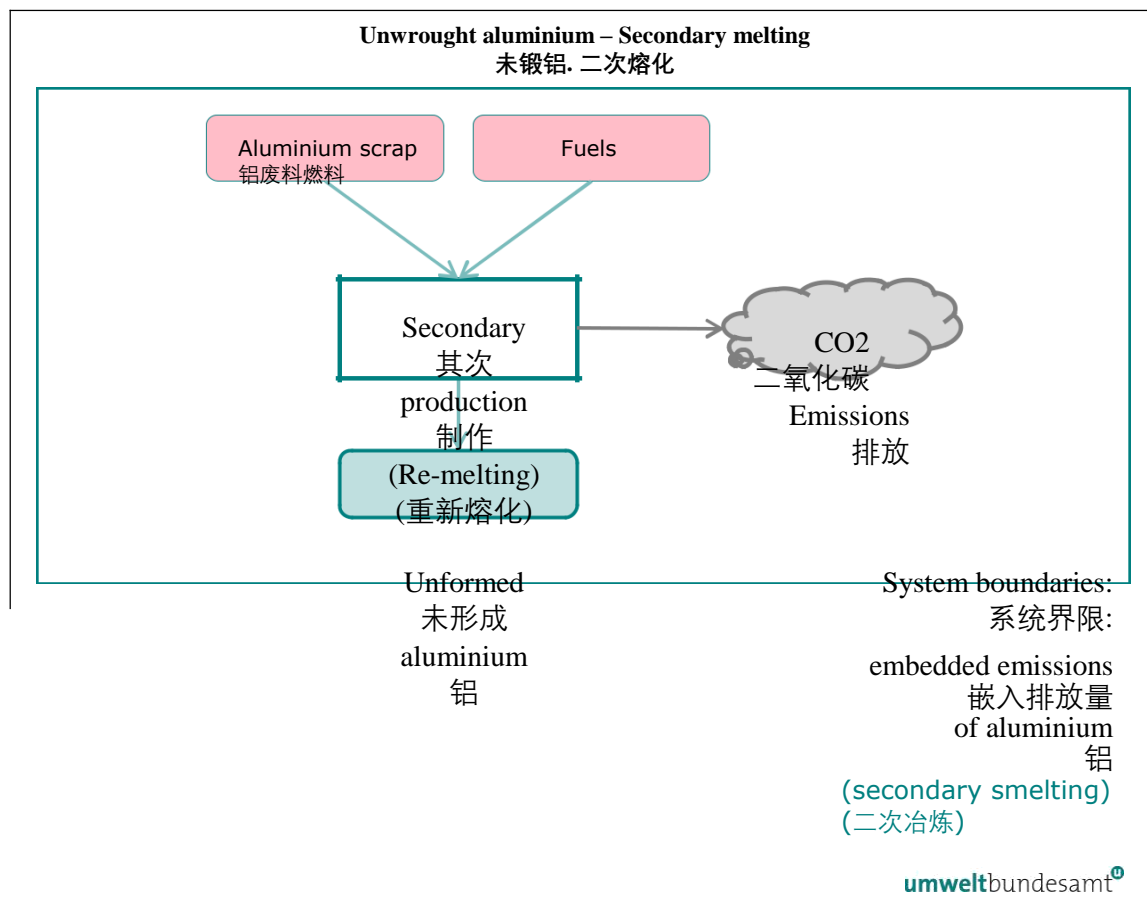 Unwrought aluminium – Secondary melting
未锻铝. 二次熔化
Aluminium scrap
铝废料燃料
Fuels
Secondary
其次
production
制作
(Re-melting)
(重新熔化)
CO2
二氧化碳
Emissions
排放
Unformed
未形成
aluminium
铝
System boundaries:
系统界限:
embedded emissions
嵌入排放量
of aluminium
铝
(secondary smelting)
(二次冶炼)
umweltbundesamt
u